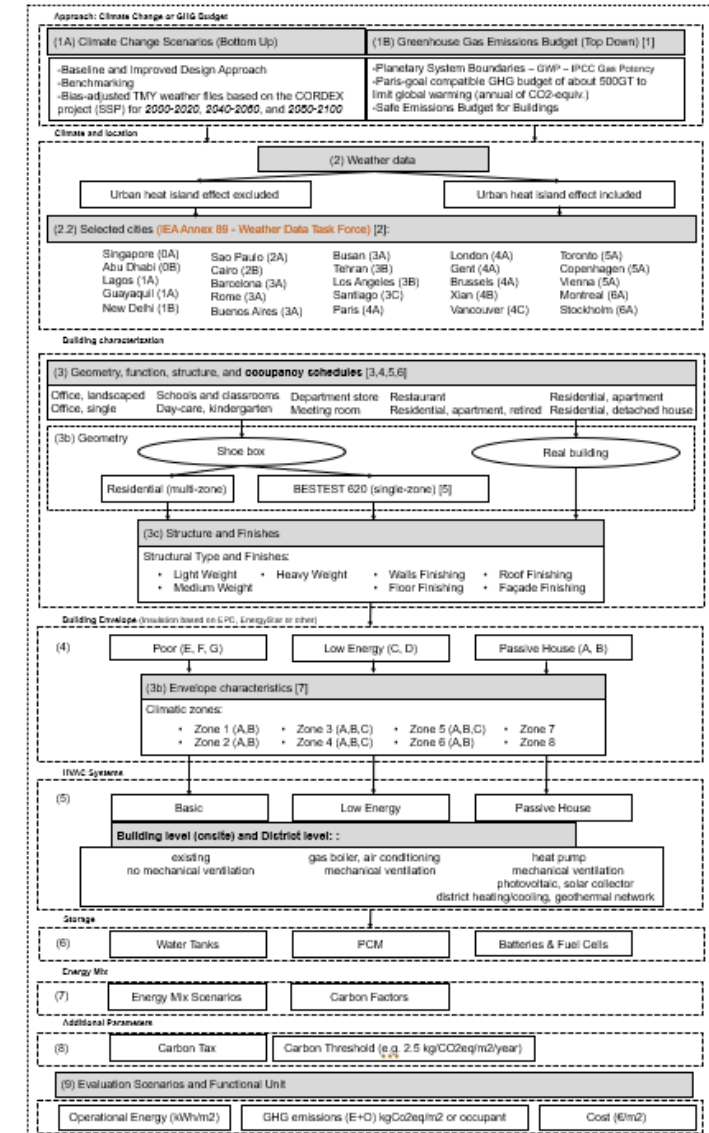 Approach: Climate Change or GHG Budget
(1A) Climate Change Scenarios (Bottom Up)
(1B) Greenhouse Gas Emissions Budget (Top Down) [1]
-Baseline and Improved Design Approach
-Benchmarking
-Bias-adjusted TMY weather files based on the CORDEX
project (SSP) for 2000-2020, 2040-2060, and 2080-2100
-Planetary System Boundaries – GWP – IPCC Gas Potency
-Paris-goal compatible GHG budget of about 500GT to
limit global warming (annual of CO2-equiv.)
-Safe Emissions Budget for Buildings
Climate and location
(2) Weather data
Urban heat island effect excluded
Urban heat island effect included
(2.2) Selected cities (IEA Annex 89 - Weather Data Task Force) [2]:
Singapore (0A)
Abu Dhabi (0B)
Lagos (1A)
Guayaquil (1A)
New Delhi (1B)
Sao Paulo (2A)
Cairo (2B)
Barcelona (3A)
Rome (3A)
Buenos Aires (3A)
Busan (3A)
Tehran (3B)
Los Angeles (3B)
Santiago (3C)
Paris (4A)
London (4A)
Gent (4A)
Brussels (4A)
Xian (4B)
Vancouver (4C)
Toronto (5A)
Copenhagen (5A)
Vienna (5A)
Montreal (6A)
Stockholm (6A)
Building characterization
(3) Geometry, function, structure, and occupancy schedules [3,4,5,6]
Office, landscaped
Office, single
Schools and classrooms
Day-care, kindergarten
Department store
Meeting room
Restaurant
Residential, apartment, retired
Residential, apartment
Residential, detached house
(3b) Geometry
Shoe box
Real building
Residential (multi-zone)
BESTEST 620 (single-zone) [5]
(3c) Structure and Finishes
Structural Type and Finishes:
• Light Weight
• Medium Weight
• Heavy Weight
• Walls Finishing
• Floor Finishing
• Roof Finishing
• Façade Finishing
Building Envelope (Insulation based on EPC, EnergyStar or other)
(4)
Poor (E, F, G)
Low Energy (C, D)
Passive House (A, B)
(3b) Envelope characteristics [7]
Climatic zones:
• Zone 1 (A,B)
• Zone 2 (A,B)
• Zone 3 (A,B,C)
• Zone 4 (A,B,C)
• Zone 5 (A,B,C)
• Zone 6 (A,B)
• Zone 7
• Zone 8
HVAC Systems
(5)
Basic
Low Energy
Passive House
Building level (onsite) and District level: :
existing
no mechanical ventilation
gas boiler, air conditioning
mechanical ventilation
heat pump
mechanical ventilation
photovoltaic, solar collector
district heating/cooling, geothermal network
Storage
(6)
Water Tanks
PCM
Batteries & Fuel Cells
Energy Mix
(7)
Energy Mix Scenarios
Carbon Factors
Additional Parameters
(8)
Carbon Tax
Carbon Threshold (e.g. 2.5 kg/CO2eq/m2/year)
(9) Evaluation Scenarios and Functional Unit
Operational Energy (kWh/m2)
GHG emissions (E+O) kgCo2eq/m2 or occupant
Cost (€/m2)